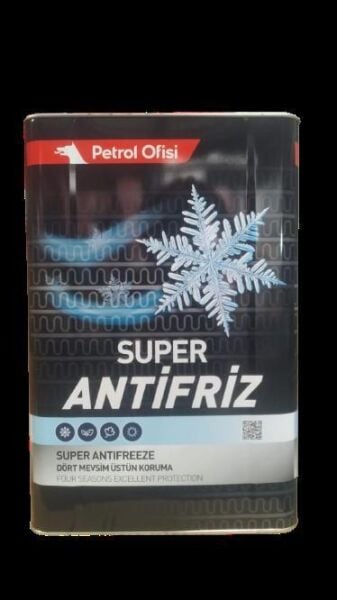 Petrol Ofisi
SUPER
ANTİFRİZ
SUPER ANTIFREEZE
DÖRT MEVSİM ÜSTÜN KORUMA
FOUR SEASONS EXCELLENT PROTECTION